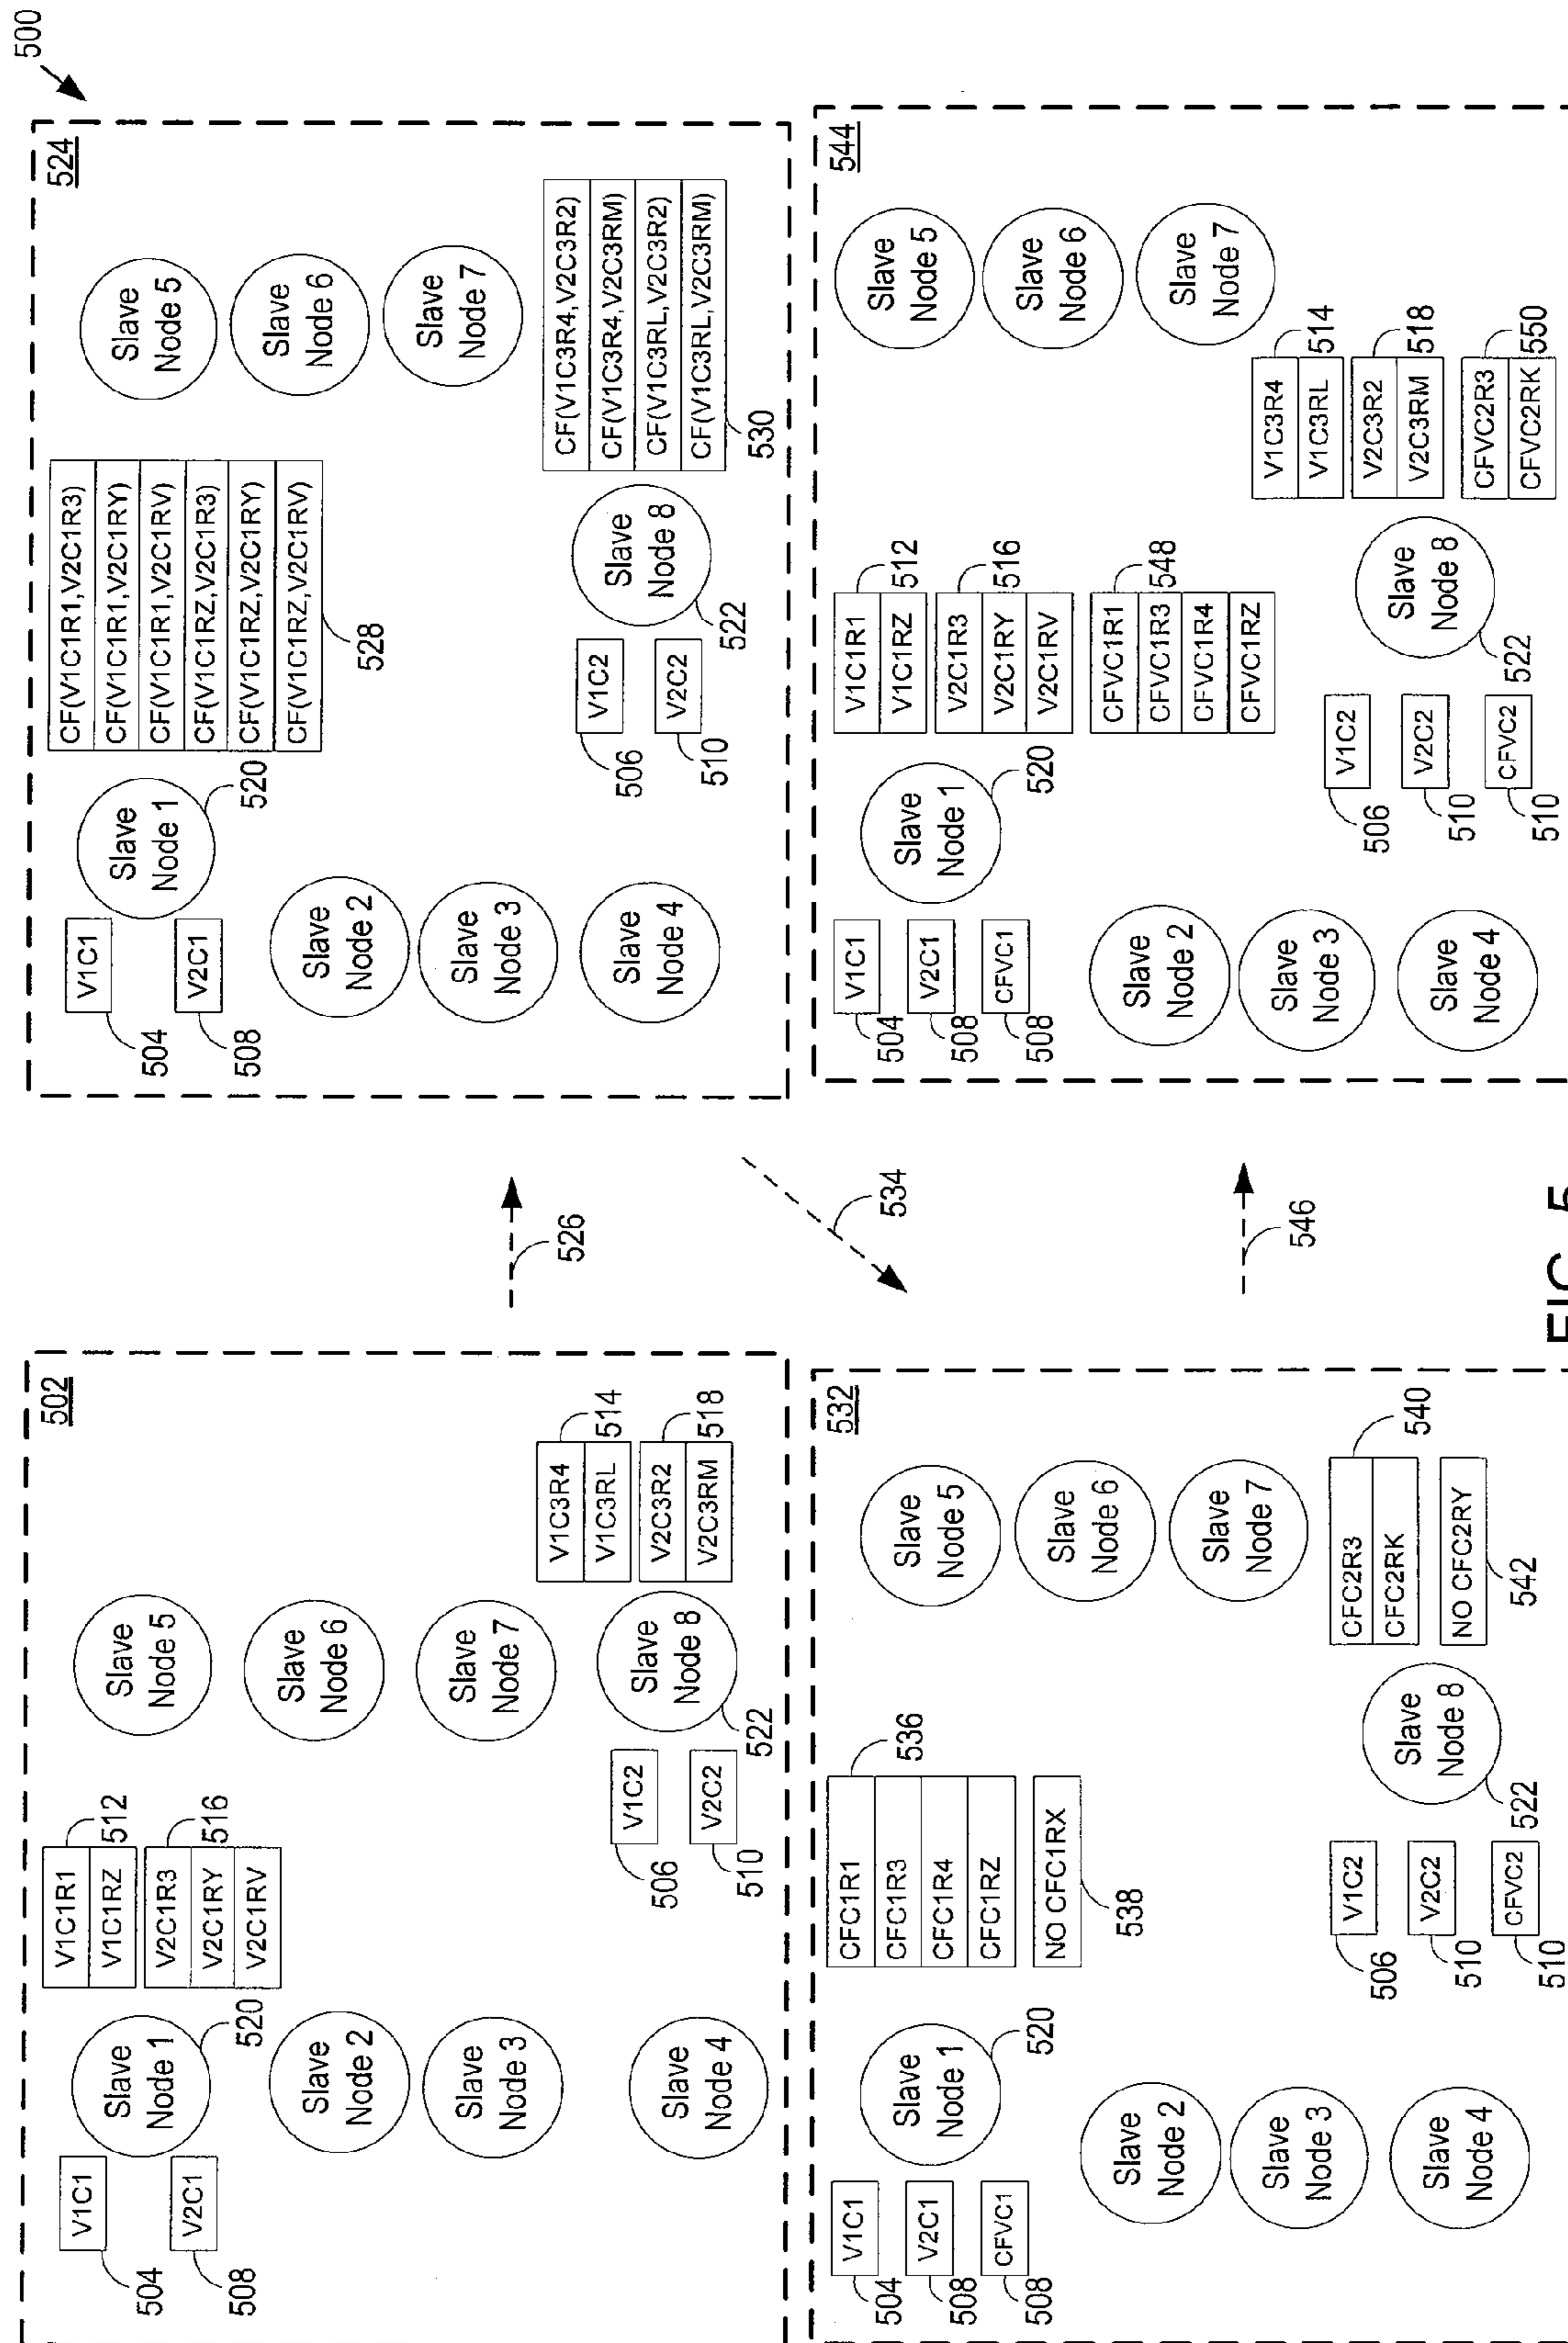 500
502
V1C1
504
V2C1
508
Slave
Node 1
520
V1C1R1
V1C1RZ
512
V2C1R3
V2C1RY
V2C1RV
516
Slave
Node 2
Slave
Node 3
Slave
Node 4
Slave
Node 5
Slave
Node 6
Slave
Node 7
V1C2
506
V2C2
510
Slave
Node 8
522
V1C3R4
V1C3RL
514
V2C3R2
V2C3RM
518
526
524
V1C1
504
V2C1
508
Slave
Node 1
520
CF(V1C1R1,V2C1R3)
CF(V1C1R1,V2C1RY)
CF(V1C1R1,V2C1RV)
CF(V1C1RZ,V2C1R3)
CF(V1C1RZ,V2C1RY)
CF(V1C1RZ,V2C1RV)
528
Slave
Node 2
Slave
Node 3
Slave
Node 4
Slave
Node 5
Slave
Node 6
Slave
Node 7
V1C2
506
V2C2
510
Slave
Node 8
522
CF(V1C3R4,V2C3R2)
CF(V1C3R4,V2C3RM)
CF(V1C3RL,V2C3R2)
CF(V1C3RL,V2C3RM)
530
534
532
V1C1
504
V2C1
508
CFVC1
508
Slave
Node 1
520
CFC1R1
CFC1R3
CFC1R4
CFC1RZ
536
NO CFC1RX
538
Slave
Node 2
Slave
Node 3
Slave
Node 4
Slave
Node 5
Slave
Node 6
Slave
Node 7
V1C2
506
V2C2
510
CFVC2
510
Slave
Node 8
522
CFC2R3
CFC2RK
540
NO CFC2RY
542
546
544
V1C1
504
V2C1
508
CFVC1
508
Slave
Node 1
520
V1C1R1
V1C1RZ
512
V2C1R3
V2C1RY
V2C1RV
516
CFVC1R1
CFVC1R3
CFVC1R4
CFVC1RZ
548
Slave
Node 2
Slave
Node 3
Slave
Node 4
Slave
Node 5
Slave
Node 6
Slave
Node 7
V1C2
506
V2C2
510
CFVC2
510
Slave
Node 8
522
V1C3R4
V1C3RL
514
V2C3R2
V2C3RM
518
CFVC2R3
CFVC2RK
550
FIG. 5